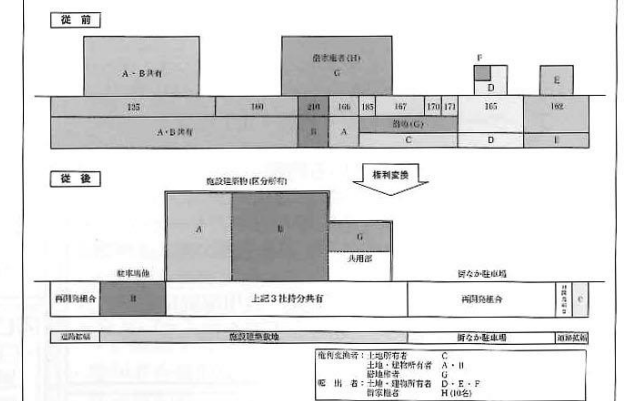 従 前
A・B共有
借家権者(H)
G
F
D
E
135
160
210
166
185
167
170
171
165
162
A・B共有
B
A
借地(G)
C
D
E
従 後
施設建築物(区分所有)
権利変換
A
B
G
共用部
駐車場他
街なか駐車場
再開発組合
B
上記3社持分共有
再開発組合
C
道路拡幅
施設建築敷地
街なか駐車場
道路拡幅
権利変換者:土地所有者 C
土地・建物所有者 A・B
借地権者 G
転 出 者:土地・建物所有者 D・E・F
借家権者 H(10名)